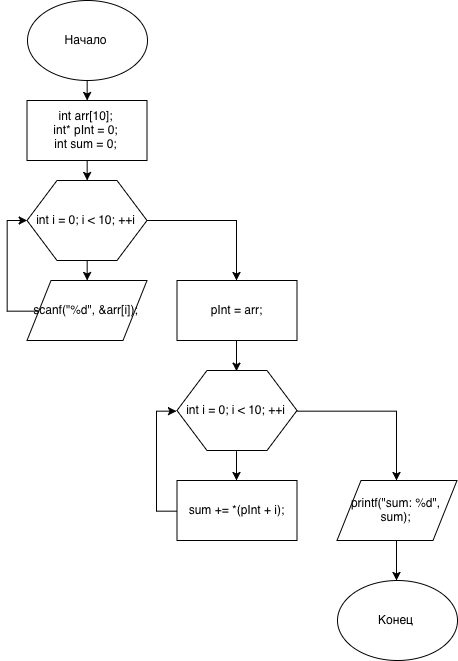 Начало
int arr[10];
int* pInt = 0;
int sum = 0;
int i = 0; i < 10; ++i
scanf("%d", &arr[i]);
pInt = arr;
int i = 0; i < 10; ++i
sum += *(pInt + i);
printf("sum: %d",
sum);
Конец